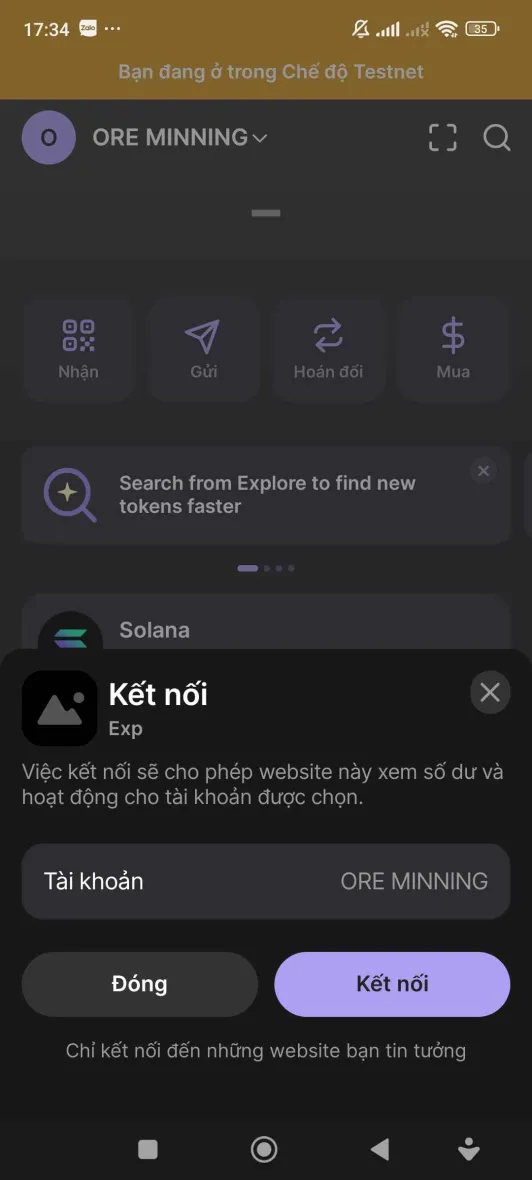 17:34 Zalo ... 35
Bạn đang ở trong Chế độ Testnet
O ORE MINNING
Nhận Gửi Hoán đổi Mua
Search from Explore to find new
tokens faster
Solana
Kết nối
Exp
Việc kết nối sẽ cho phép website này xem số dư và
hoạt động cho tài khoản được chọn.
Tài khoản ORE MINNING
Đóng Kết nối
Chỉ kết nối đến những website bạn tin tưởng